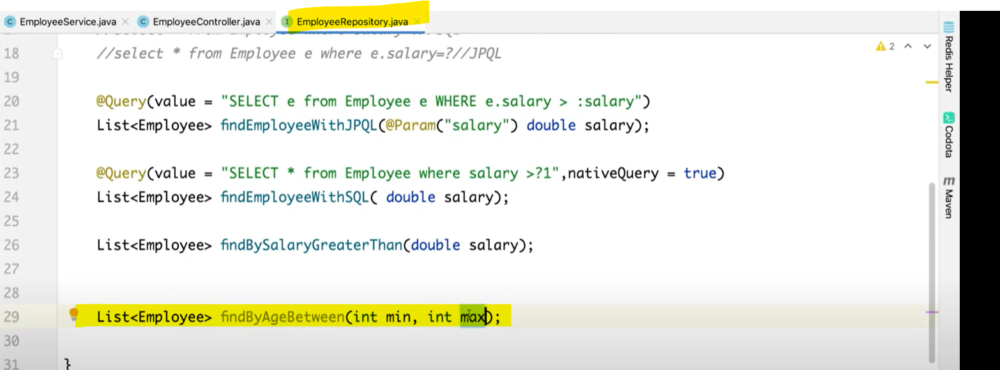 EmployeeService.java
EmployeeController.java
EmployeeRepository.java
18 //select * from Employee e where e.salary=?//JPQL
19
20 @Query(value = "SELECT e from Employee e WHERE e.salary > :salary")
21 List<Employee> findEmployeeWithJPQL(@Param("salary") double salary);
22
23 @Query(value = "SELECT * from Employee where salary >?1",nativeQuery = true)
24 List<Employee> findEmployeeWithSQL( double salary);
25
26 List<Employee> findBySalaryGreaterThan(double salary);
27
28
29 List<Employee> findByAgeBetween(int min, int max);
30
31 }
2
Redis Helper
Codota
m Maven